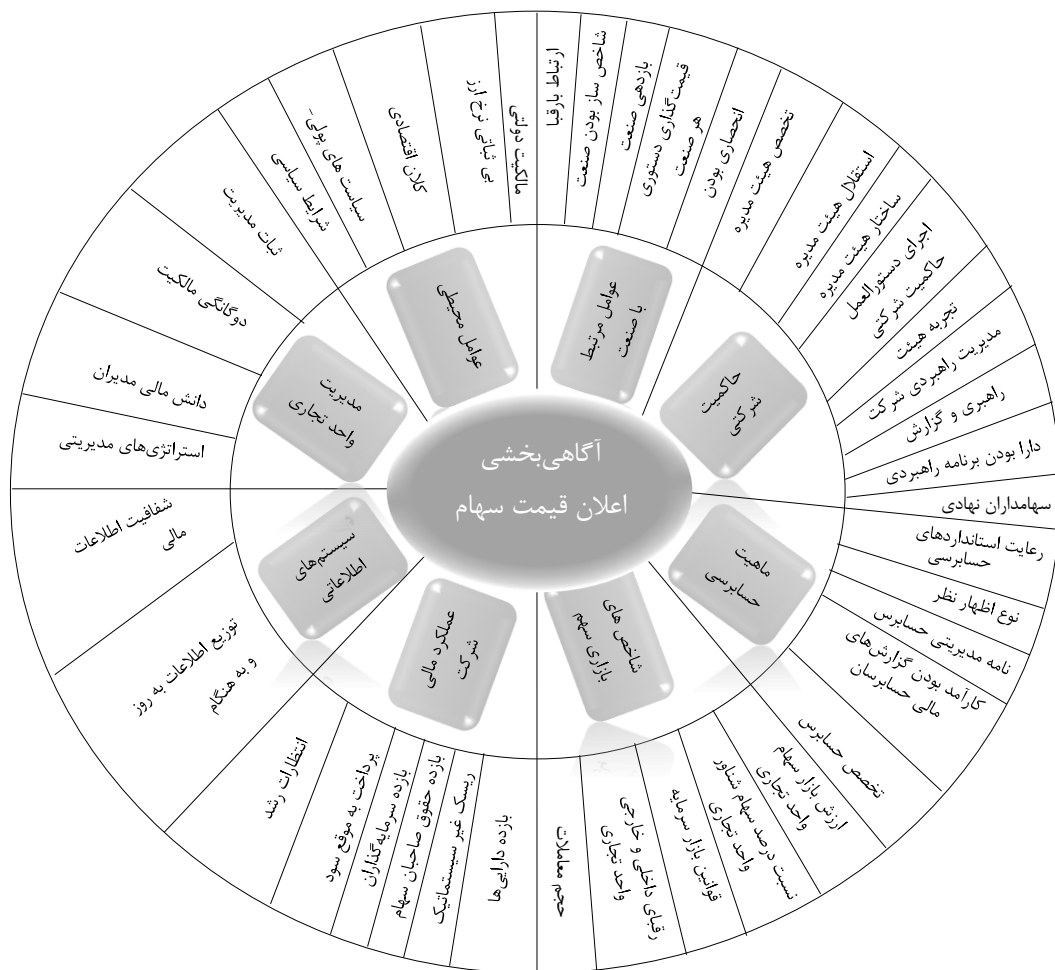 آگاهی‌بخشی
اعلان قیمت سهام
عوامل مرتبط
با صنعت
حاکمیت
شرکتی
ماهیت
حسابرسی
شاخص های
بازاری سهم
عملکرد مالی
شرکت
سیستم‌های
اطلاعاتی
مدیریت
واحد تجاری
عوامل محیطی
ارتباط بارقبا
شاخص ساز بودن صنعت
بازدهی صنعت
قیمت‌گذاری دستوری
هر صنعت
انحصاری بودن
تخصص هیئت مدیره
استقلال هیئت مدیره
ساختار هیئت مدیره
اجرای دستورالعمل
حاکمیت شرکتی
تجربه هیئت
مدیریت راهبردی شرکت
راهبری و گزارش
دارا بودن برنامه راهبردی
سهامداران نهادی
رعایت استانداردهای
حسابرسی
نوع اظهار نظر
نامه مدیریتی حسابرس
کارآمد بودن گزارش‌های
مالی حسابرسان
تخصص حسابرس
ارزش بازار سهام
واحد تجاری
نسبت درصد سهام شناور
واحد تجاری
قوانین بازار سرمایه
رقبای داخلی و خارجی
واحد تجاری
حجم معاملات
بازده دارایی‌ها
ریسک غیر سیستماتیک
بازده حقوق صاحبان سهام
بازده سرمایه‌گذاران
پرداخت به موقع سود
انتظارات رشد
توزیع اطلاعات به روز
و به هنگام
شفافیت اطلاعات
مالی
استراتژی‌های مدیریتی
دانش مالی مدیران
دوگانگی مالکیت
ثبات مدیریت
شرایط سیاسی
سیاست های پولی-
کلان اقتصادی
بی ثباتی نرخ ارز
مالکیت دولتی